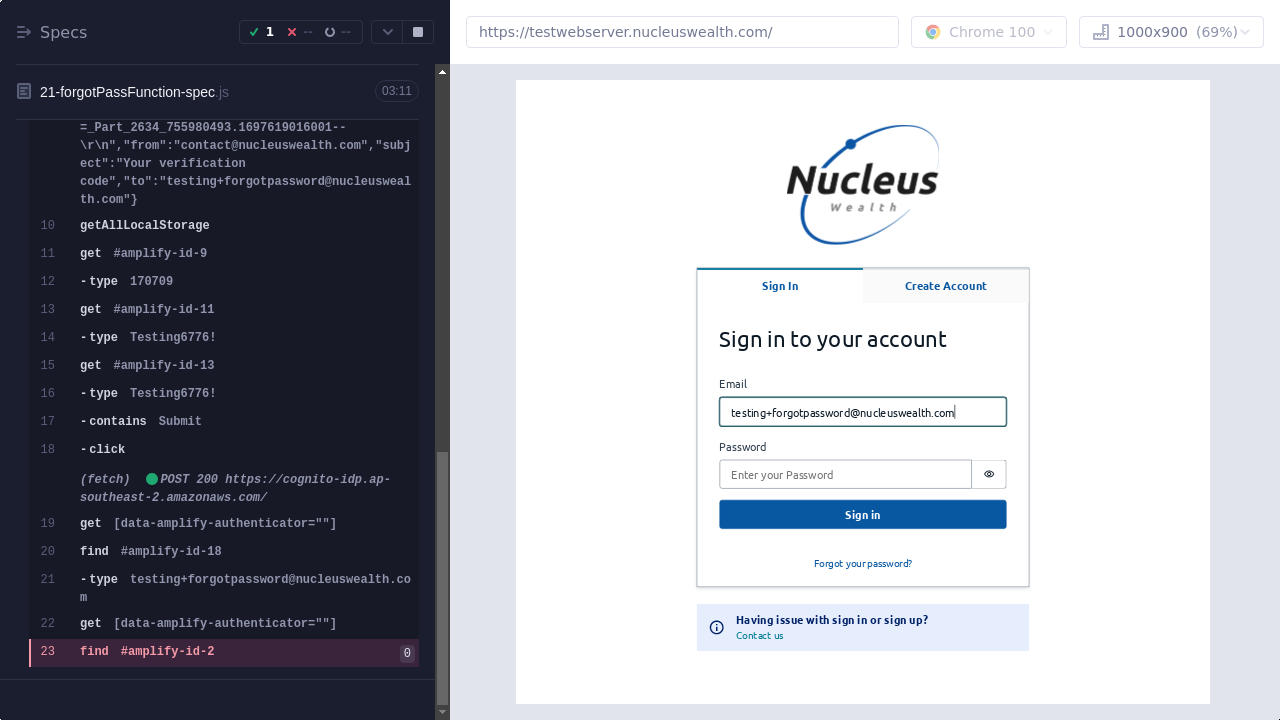 Specs
1
--
--
https://testwebserver.nucleuswealth.com/
Chrome 100
1000x900 (69%)
21-forgotPassFunction-spec.js
03:11
=_Part_2634_755980493.1697619016001--
\r\n","from":"contact@nucleuswealth.com","subj
ect":"Your verification
code","to":"testing+forgotpassword@nucleusweal
th.com"}
10 getAllLocalStorage
11 get #amplify-id-9
12 -type 170709
13 get #amplify-id-11
14 -type Testing6776!
15 get #amplify-id-13
16 -type Testing6776!
17 -contains Submit
18 -click
(fetch) POST 200 https://cognito-idp.ap-
southeast-2.amazonaws.com/
19 get [data-amplify-authenticator=""]
20 find #amplify-id-18
21 -type testing+forgotpassword@nucleuswealth.co
m
22 get [data-amplify-authenticator=""]
23 find #amplify-id-2 0
Nucleus
Wealth
Sign In
Create Account
Sign in to your account
Email
testing+forgotpassword@nucleuswealth.com
Password
Enter your Password
Sign in
Forgot your password?
Having issue with sign in or sign up?
Contact us